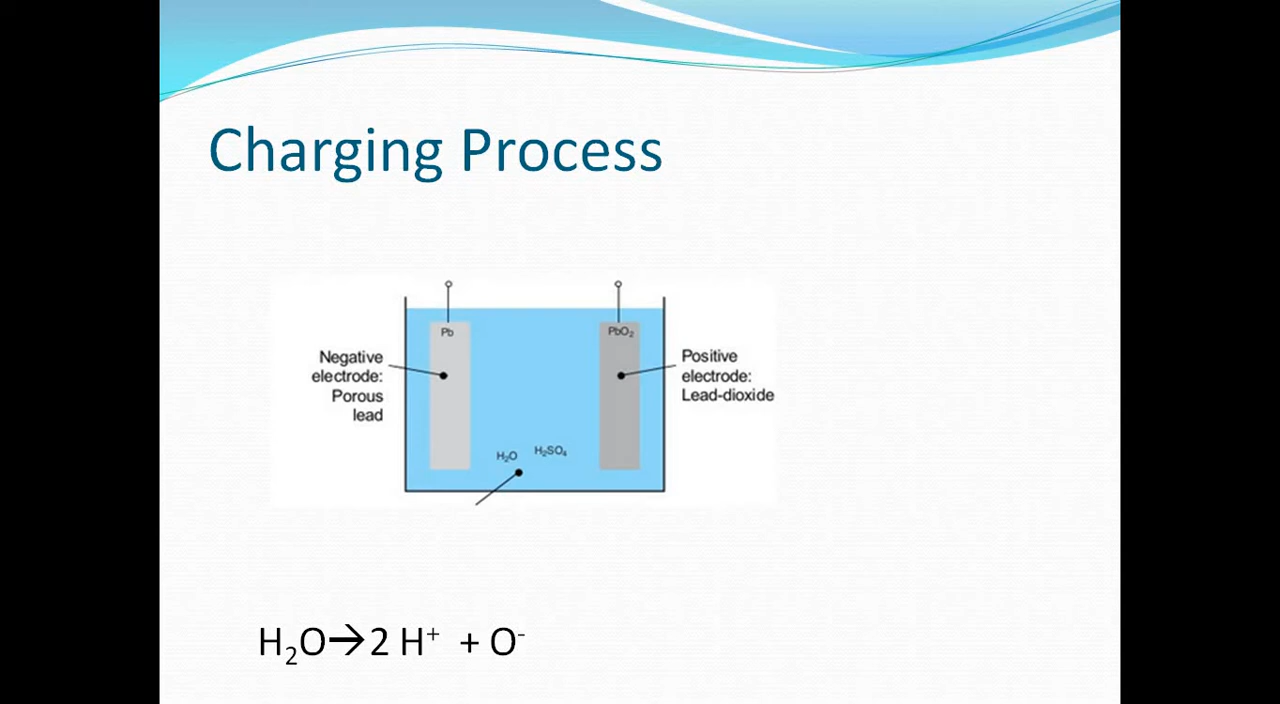 Charging Process
Pb
PbO₂
Negative
electrode:
Porous
lead
Positive
electrode:
Lead-dioxide
H₂O
H₂SO₄
H₂O→2 H⁺ + O⁻